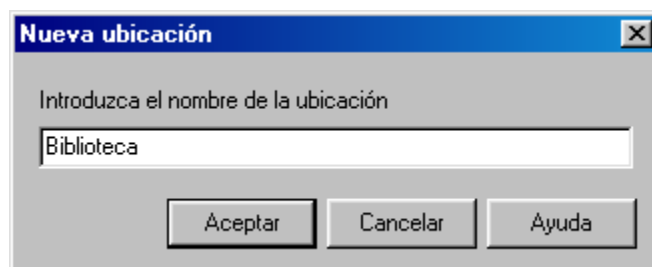 Nueva ubicación
Introduzca el nombre de la ubicación
Biblioteca
Aceptar Cancelar Ayuda